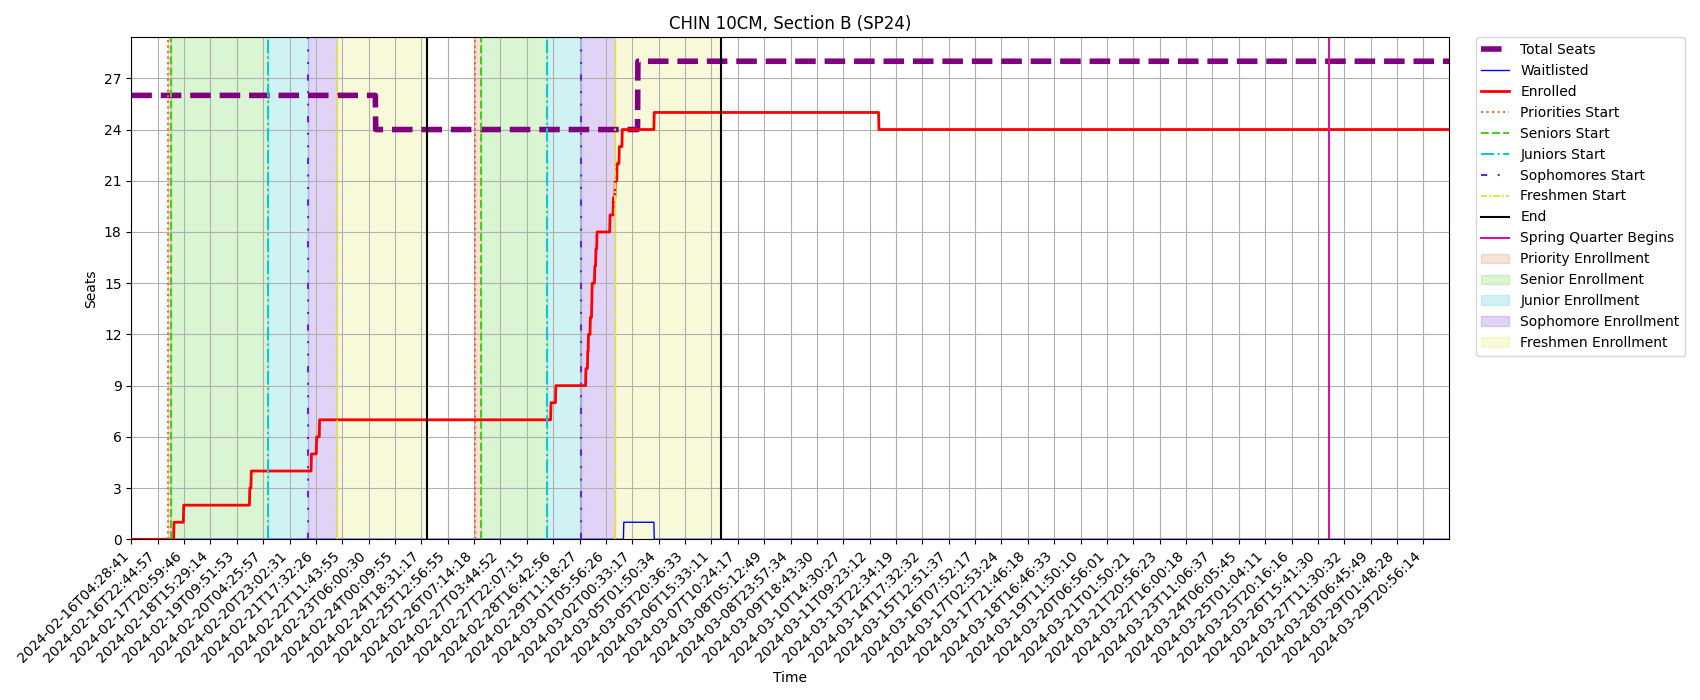 CHIN 10CM, Section B (SP24)
Total Seats
Waitlisted
Enrolled
Priorities Start
Seniors Start
Juniors Start
Sophomores Start
Freshmen Start
End
Spring Quarter Begins
Priority Enrollment
Senior Enrollment
Junior Enrollment
Sophomore Enrollment
Freshmen Enrollment
Seats
27
24
21
18
15
12
9
6
3
0
2024-02-16T04:28:41
2024-02-16T22:44:57
2024-02-17T20:59:46
2024-02-18T15:29:14
2024-02-19T09:51:53
2024-02-20T04:25:57
2024-02-20T23:02:31
2024-02-21T17:32:26
2024-02-22T11:43:55
2024-02-23T06:00:30
2024-02-24T00:09:55
2024-02-24T18:31:17
2024-02-25T12:56:55
2024-02-26T07:14:18
2024-02-27T03:44:52
2024-02-27T22:07:15
2024-02-28T16:42:56
2024-02-29T11:18:27
2024-03-01T05:56:26
2024-03-02T00:33:17
2024-03-05T01:50:34
2024-03-05T20:36:33
2024-03-06T15:33:11
2024-03-07T10:24:17
2024-03-08T05:12:49
2024-03-08T23:57:34
2024-03-09T18:43:30
2024-03-10T14:30:27
2024-03-11T09:23:12
2024-03-13T22:34:19
2024-03-14T17:32:32
2024-03-15T12:51:37
2024-03-16T07:52:17
2024-03-17T02:53:24
2024-03-17T21:46:18
2024-03-18T16:46:33
2024-03-19T11:50:10
2024-03-20T06:56:01
2024-03-21T01:50:21
2024-03-21T20:56:23
2024-03-22T16:00:18
2024-03-23T11:06:37
2024-03-24T06:05:45
2024-03-25T01:04:11
2024-03-25T20:16:16
2024-03-26T15:41:30
2024-03-27T11:30:32
2024-03-28T06:45:49
2024-03-29T01:48:28
2024-03-29T20:56:14
Time